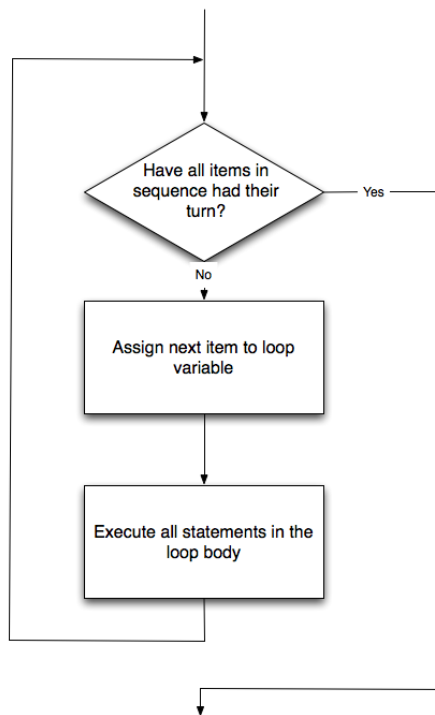 Have all items in
sequence had their
turn?
Yes
No
Assign next item to loop
variable
Execute all statements in the
loop body